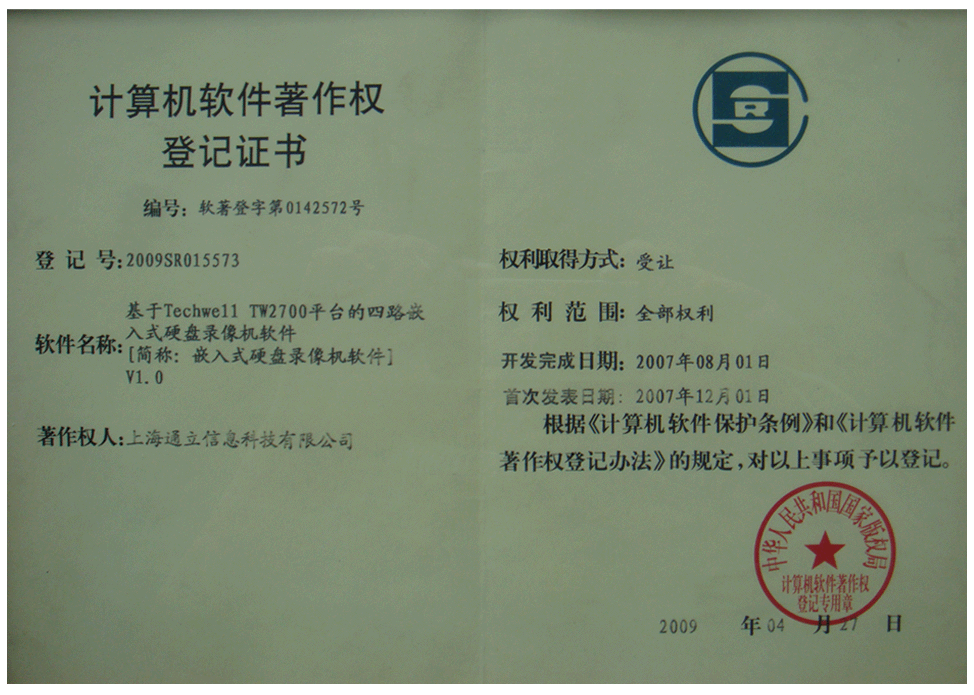 计算机软件著作权
登记证书
编号: 软著登字第0142572号
登 记 号: 2009SR015573
软件名称: 基于Techwell TW2700平台的四路嵌
入式硬盘录像机软件
[简称: 嵌入式硬盘录像机软件]
V1.0
著作权人: 上海通立信息科技有限公司
SR
权利取得方式: 受让
权 利 范 围: 全部权利
开发完成日期: 2007年08月01日
首次发表日期: 2007年12月01日
根据《计算机软件保护条例》和《计算机软件
著作权登记办法》的规定,对以上事项予以登记。
中华人民共和国国家版权局
计算机软件著作权
登记专用章
2009 年 04 月 27 日